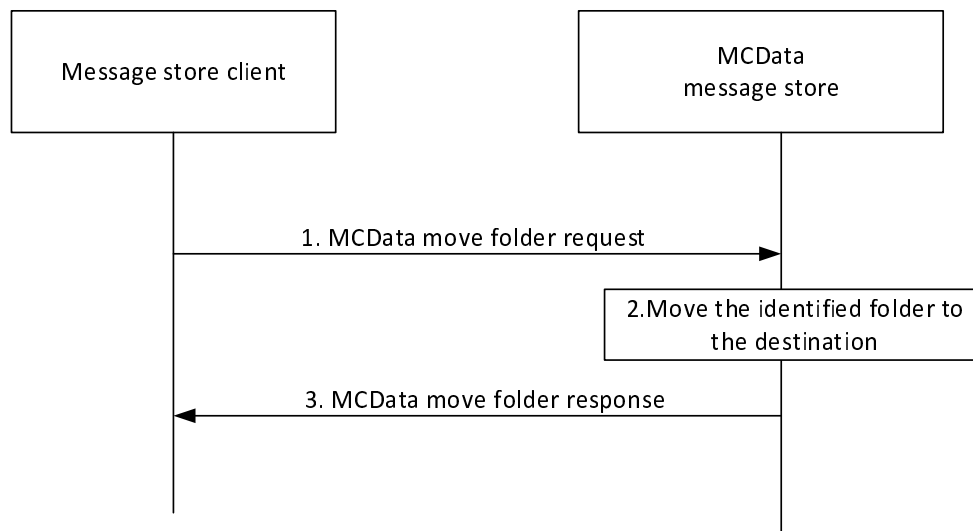 Message store client
MCData
message store
1. MCData move folder request
2.Move the identified folder to
the destination
3. MCData move folder response